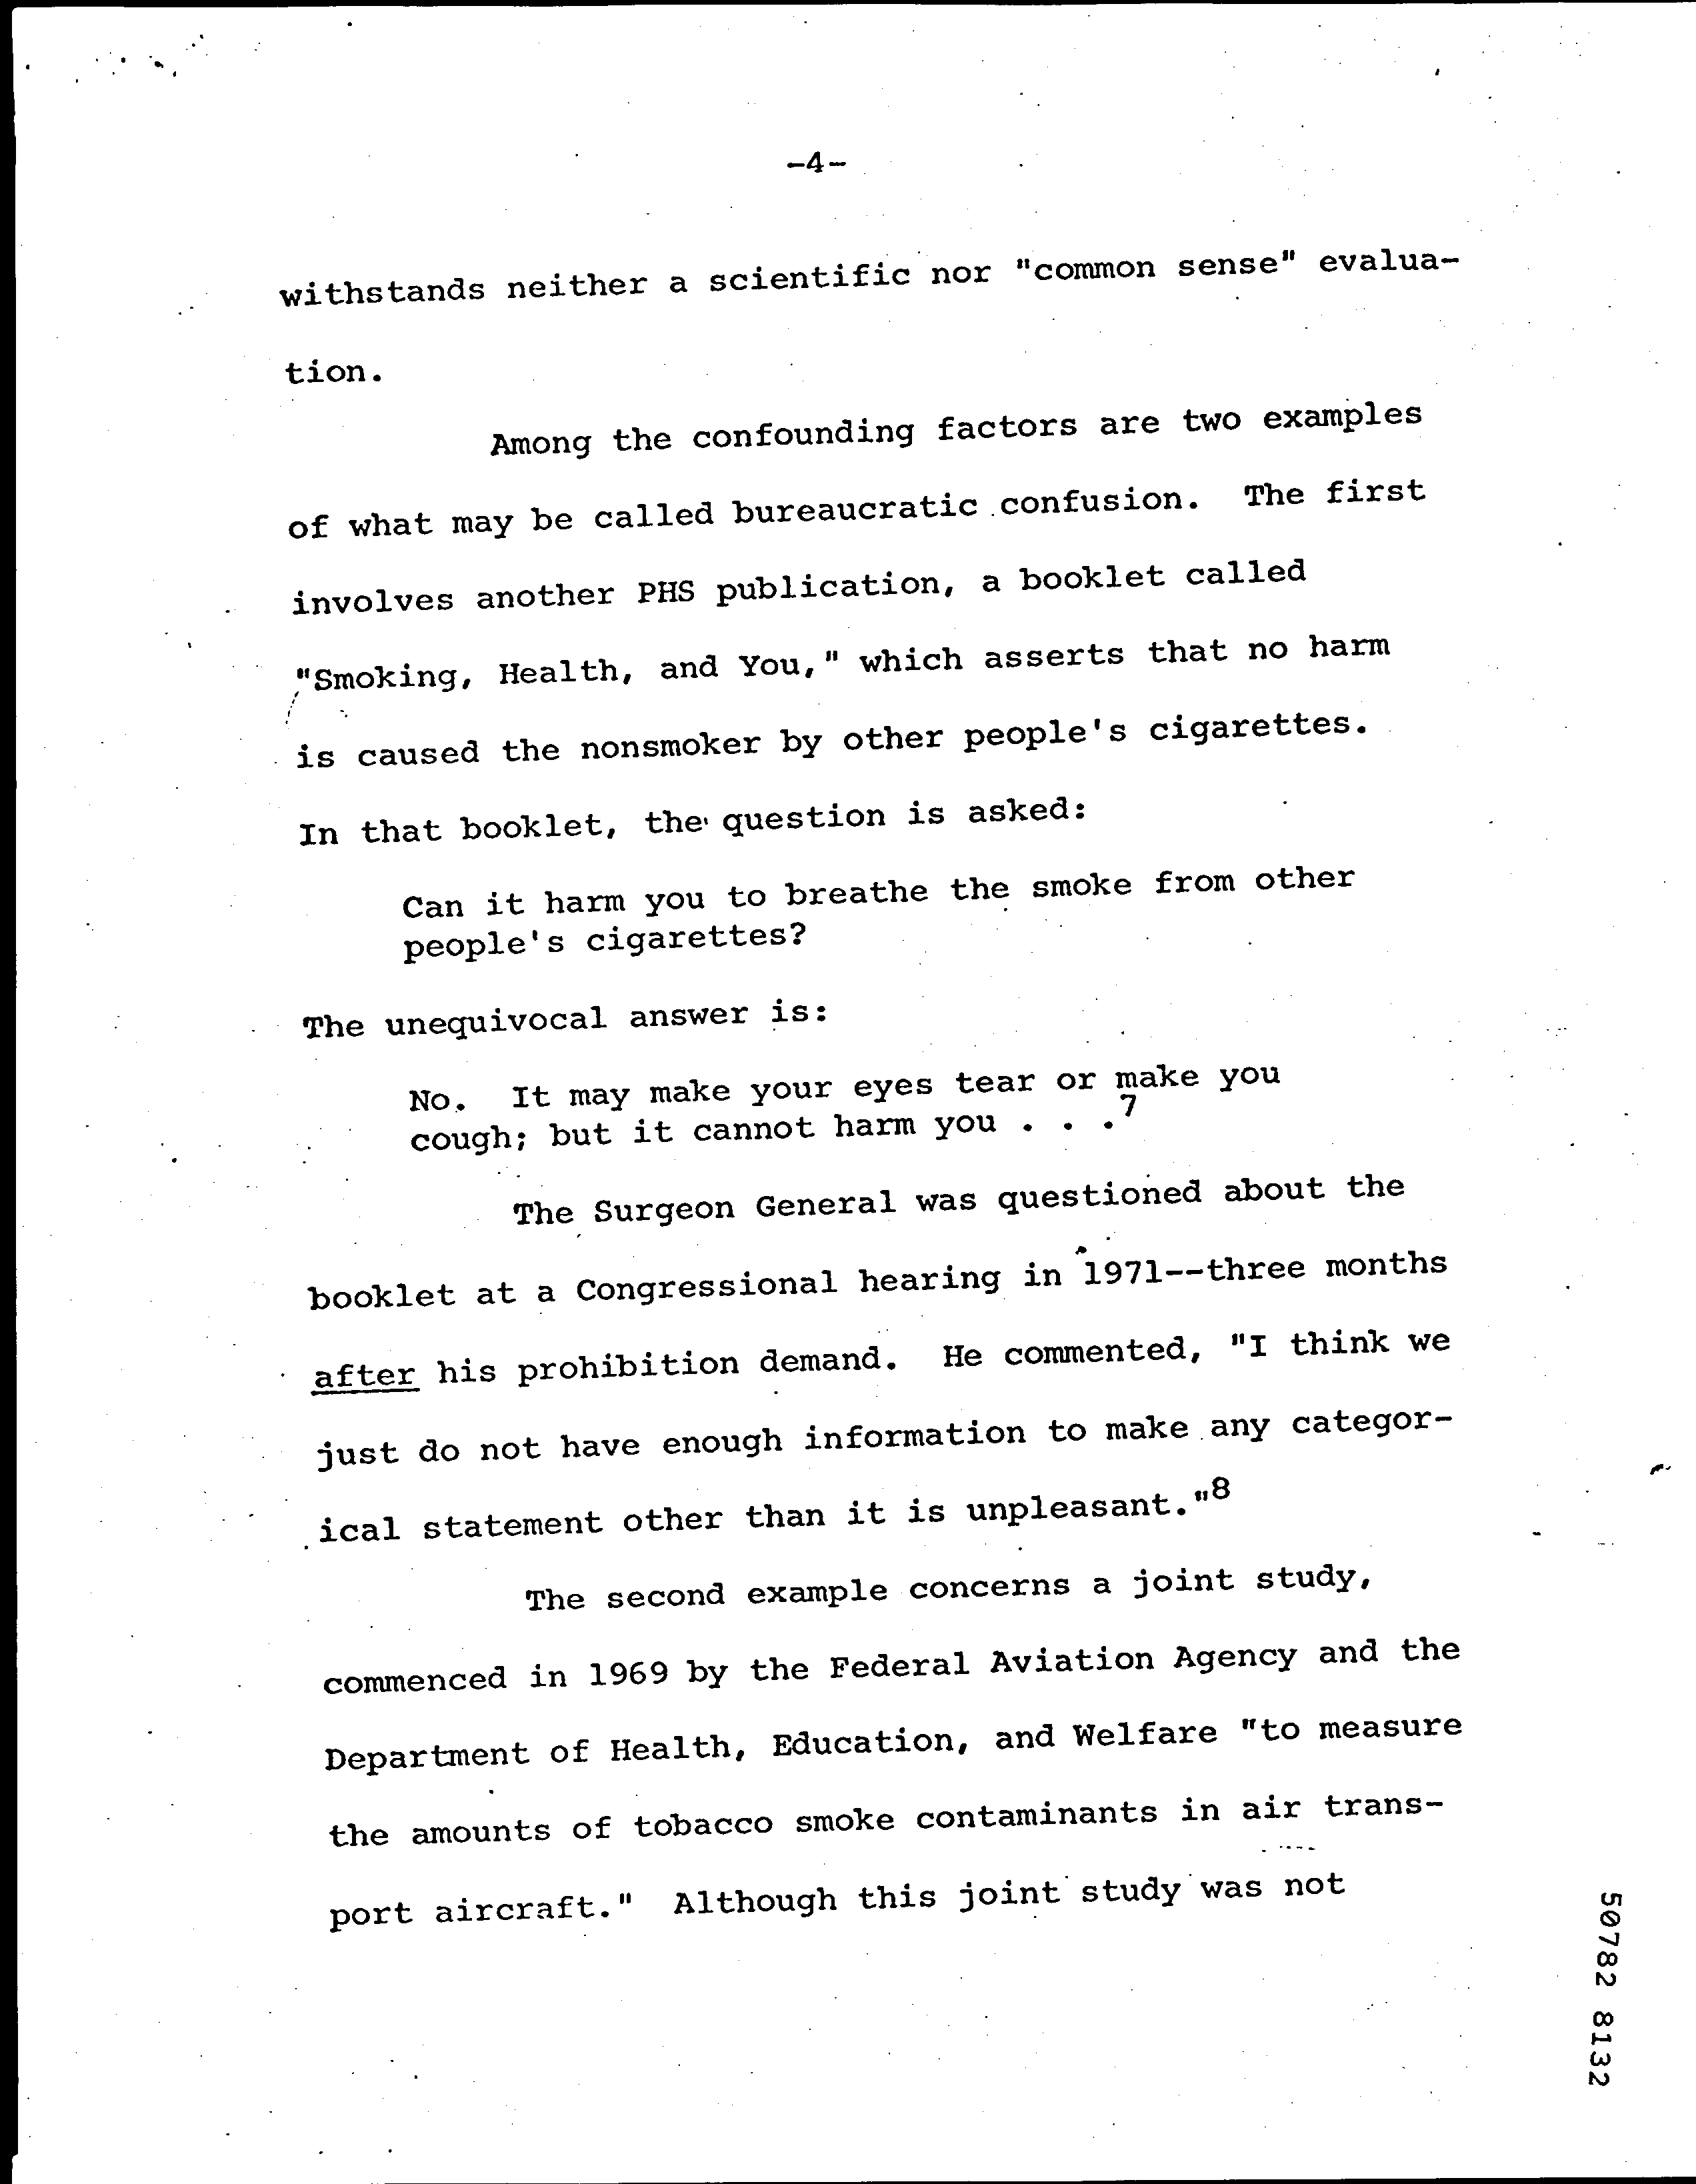 -4-
withstands neither a scientific nor "common sense" evalua-
tion.
Among the confounding factors are two examples
of what may be called bureaucratic confusion. The first
involves another PHS publication, a booklet called
"Smoking, Health, and You," which asserts that no harm
is caused the nonsmoker by other people's cigarettes.
In that booklet, the question is asked:
Can it harm you to breathe the smoke from other
people's cigarettes?
The unequivocal answer is:
No. It may make your eyes tear or make you
cough; but it cannot harm you . . .7
The Surgeon General was questioned about the
booklet at a Congressional hearing in 1971--three months
after his prohibition demand. He commented, "I think we
just do not have enough information to make any categor-
ical statement other than it is unpleasant."8
The second example concerns a joint study,
commenced in 1969 by the Federal Aviation Agency and the
Department of Health, Education, and Welfare "to measure
the amounts of tobacco smoke contaminants in air trans-
port aircraft." Although this joint study was not
50782 8132